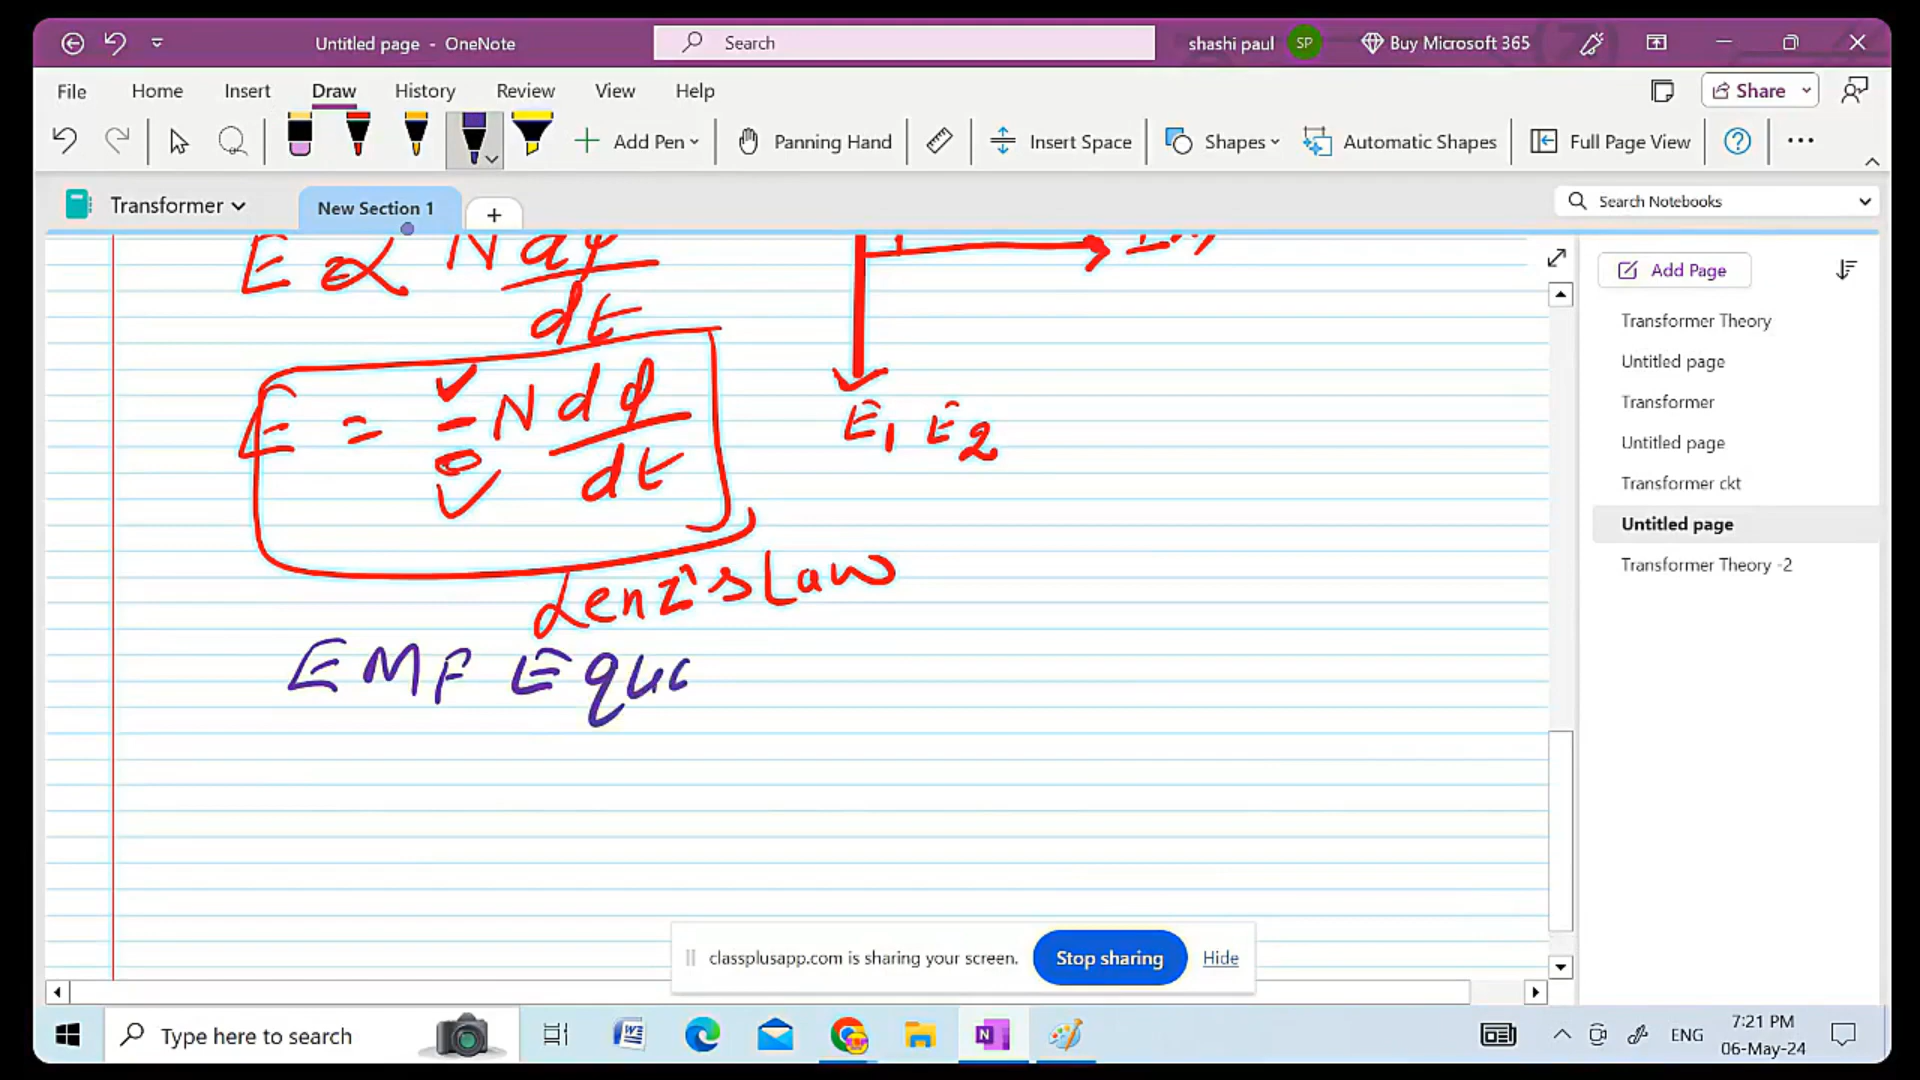 Untitled page - OneNote
Search
shashi paul
SP
Buy Microsoft 365
File
Home
Insert
Draw
History
Review
View
Help
Share
Add Pen
Panning Hand
Insert Space
Shapes
Automatic Shapes
Full Page View
Transformer
New Section 1
Search Notebooks
E ∝ N dφ
dt
E = - N dφ
dt
E1 E2
Lenz's Law
EMF Equa
Add Page
Transformer Theory
Untitled page
Transformer
Untitled page
Transformer ckt
Untitled page
Transformer Theory -2
classplusapp.com is sharing your screen.
Stop sharing
Hide
Type here to search
ENG
7:21 PM
06-May-24